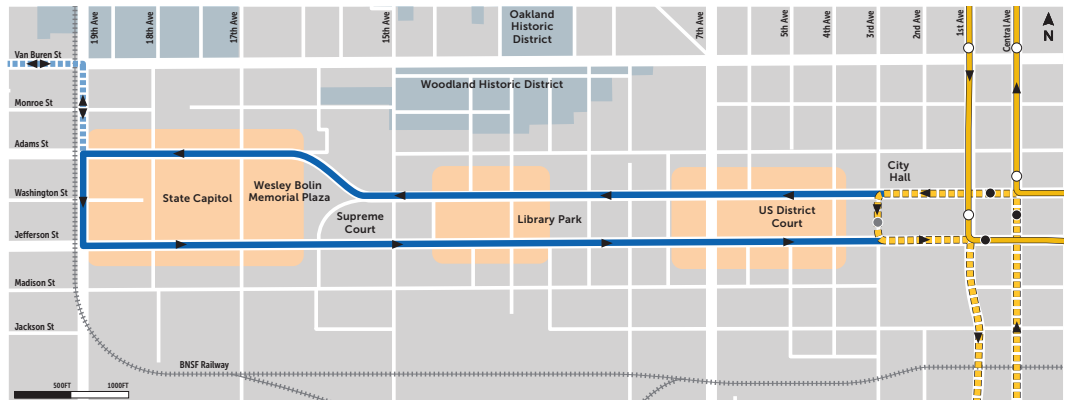 Oakland
Historic
District
19th Ave
18th Ave
17th Ave
15th Ave
7th Ave
5th Ave
4th Ave
3rd Ave
2nd Ave
1st Ave
Central Ave
N
Van Buren St
Woodland Historic District
Monroe St
Adams St
City
Hall
Washington St
State Capitol
Wesley Bolin
Memorial Plaza
Supreme
Court
Library Park
US District
Court
Jefferson St
Madison St
Jackson St
BNSF Railway
500FT
1000FT